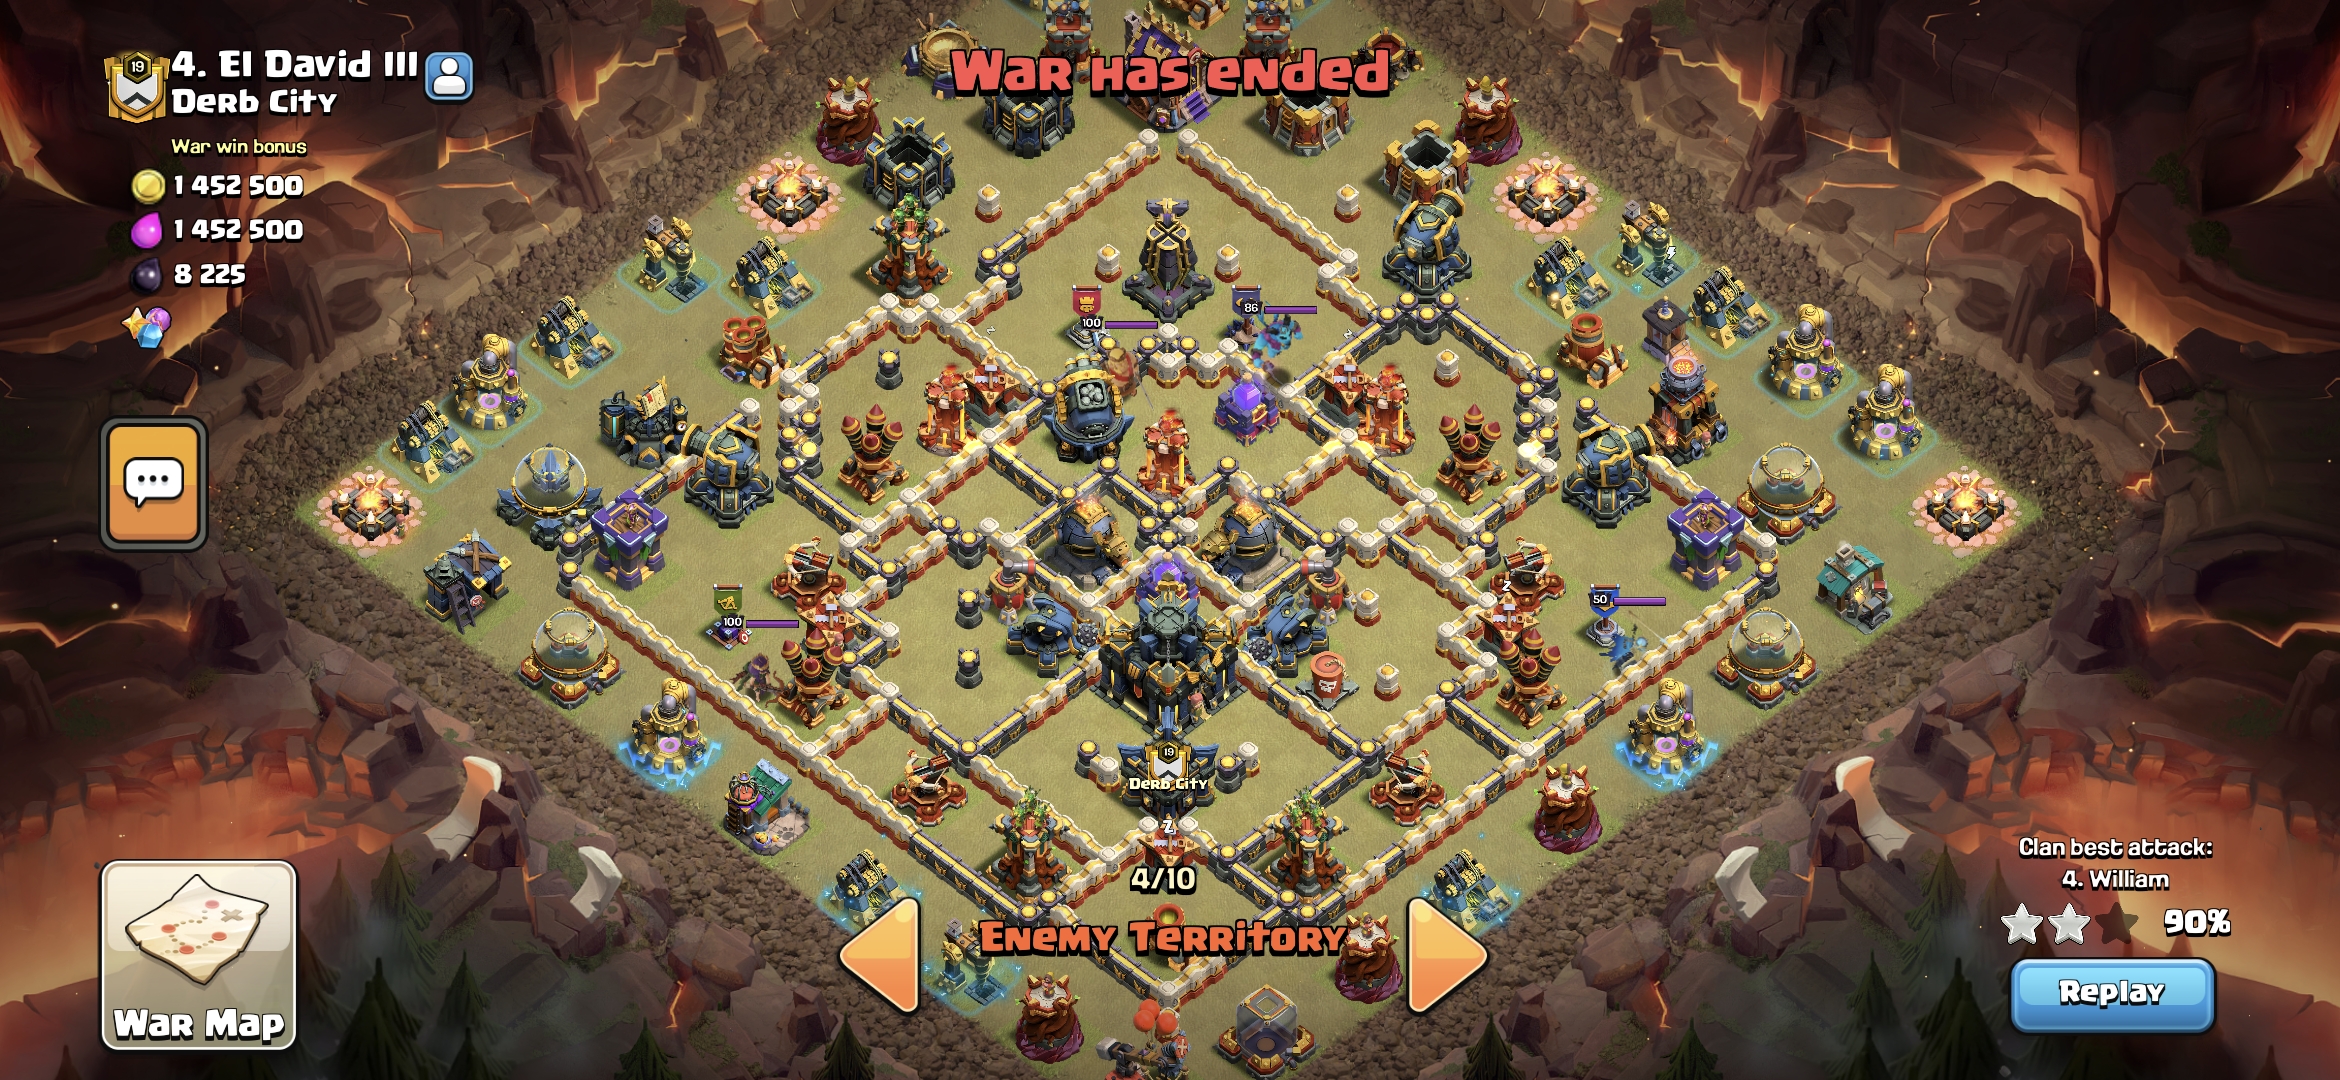 19
4. El David III
Derb City
War win bonus
1 452 500
1 452 500
8 225
War has ended
100
86
100
50
19
Derb City
z
z
4/10
Enemy Territory
War Map
Clan best attack:
4. William
90%
Replay